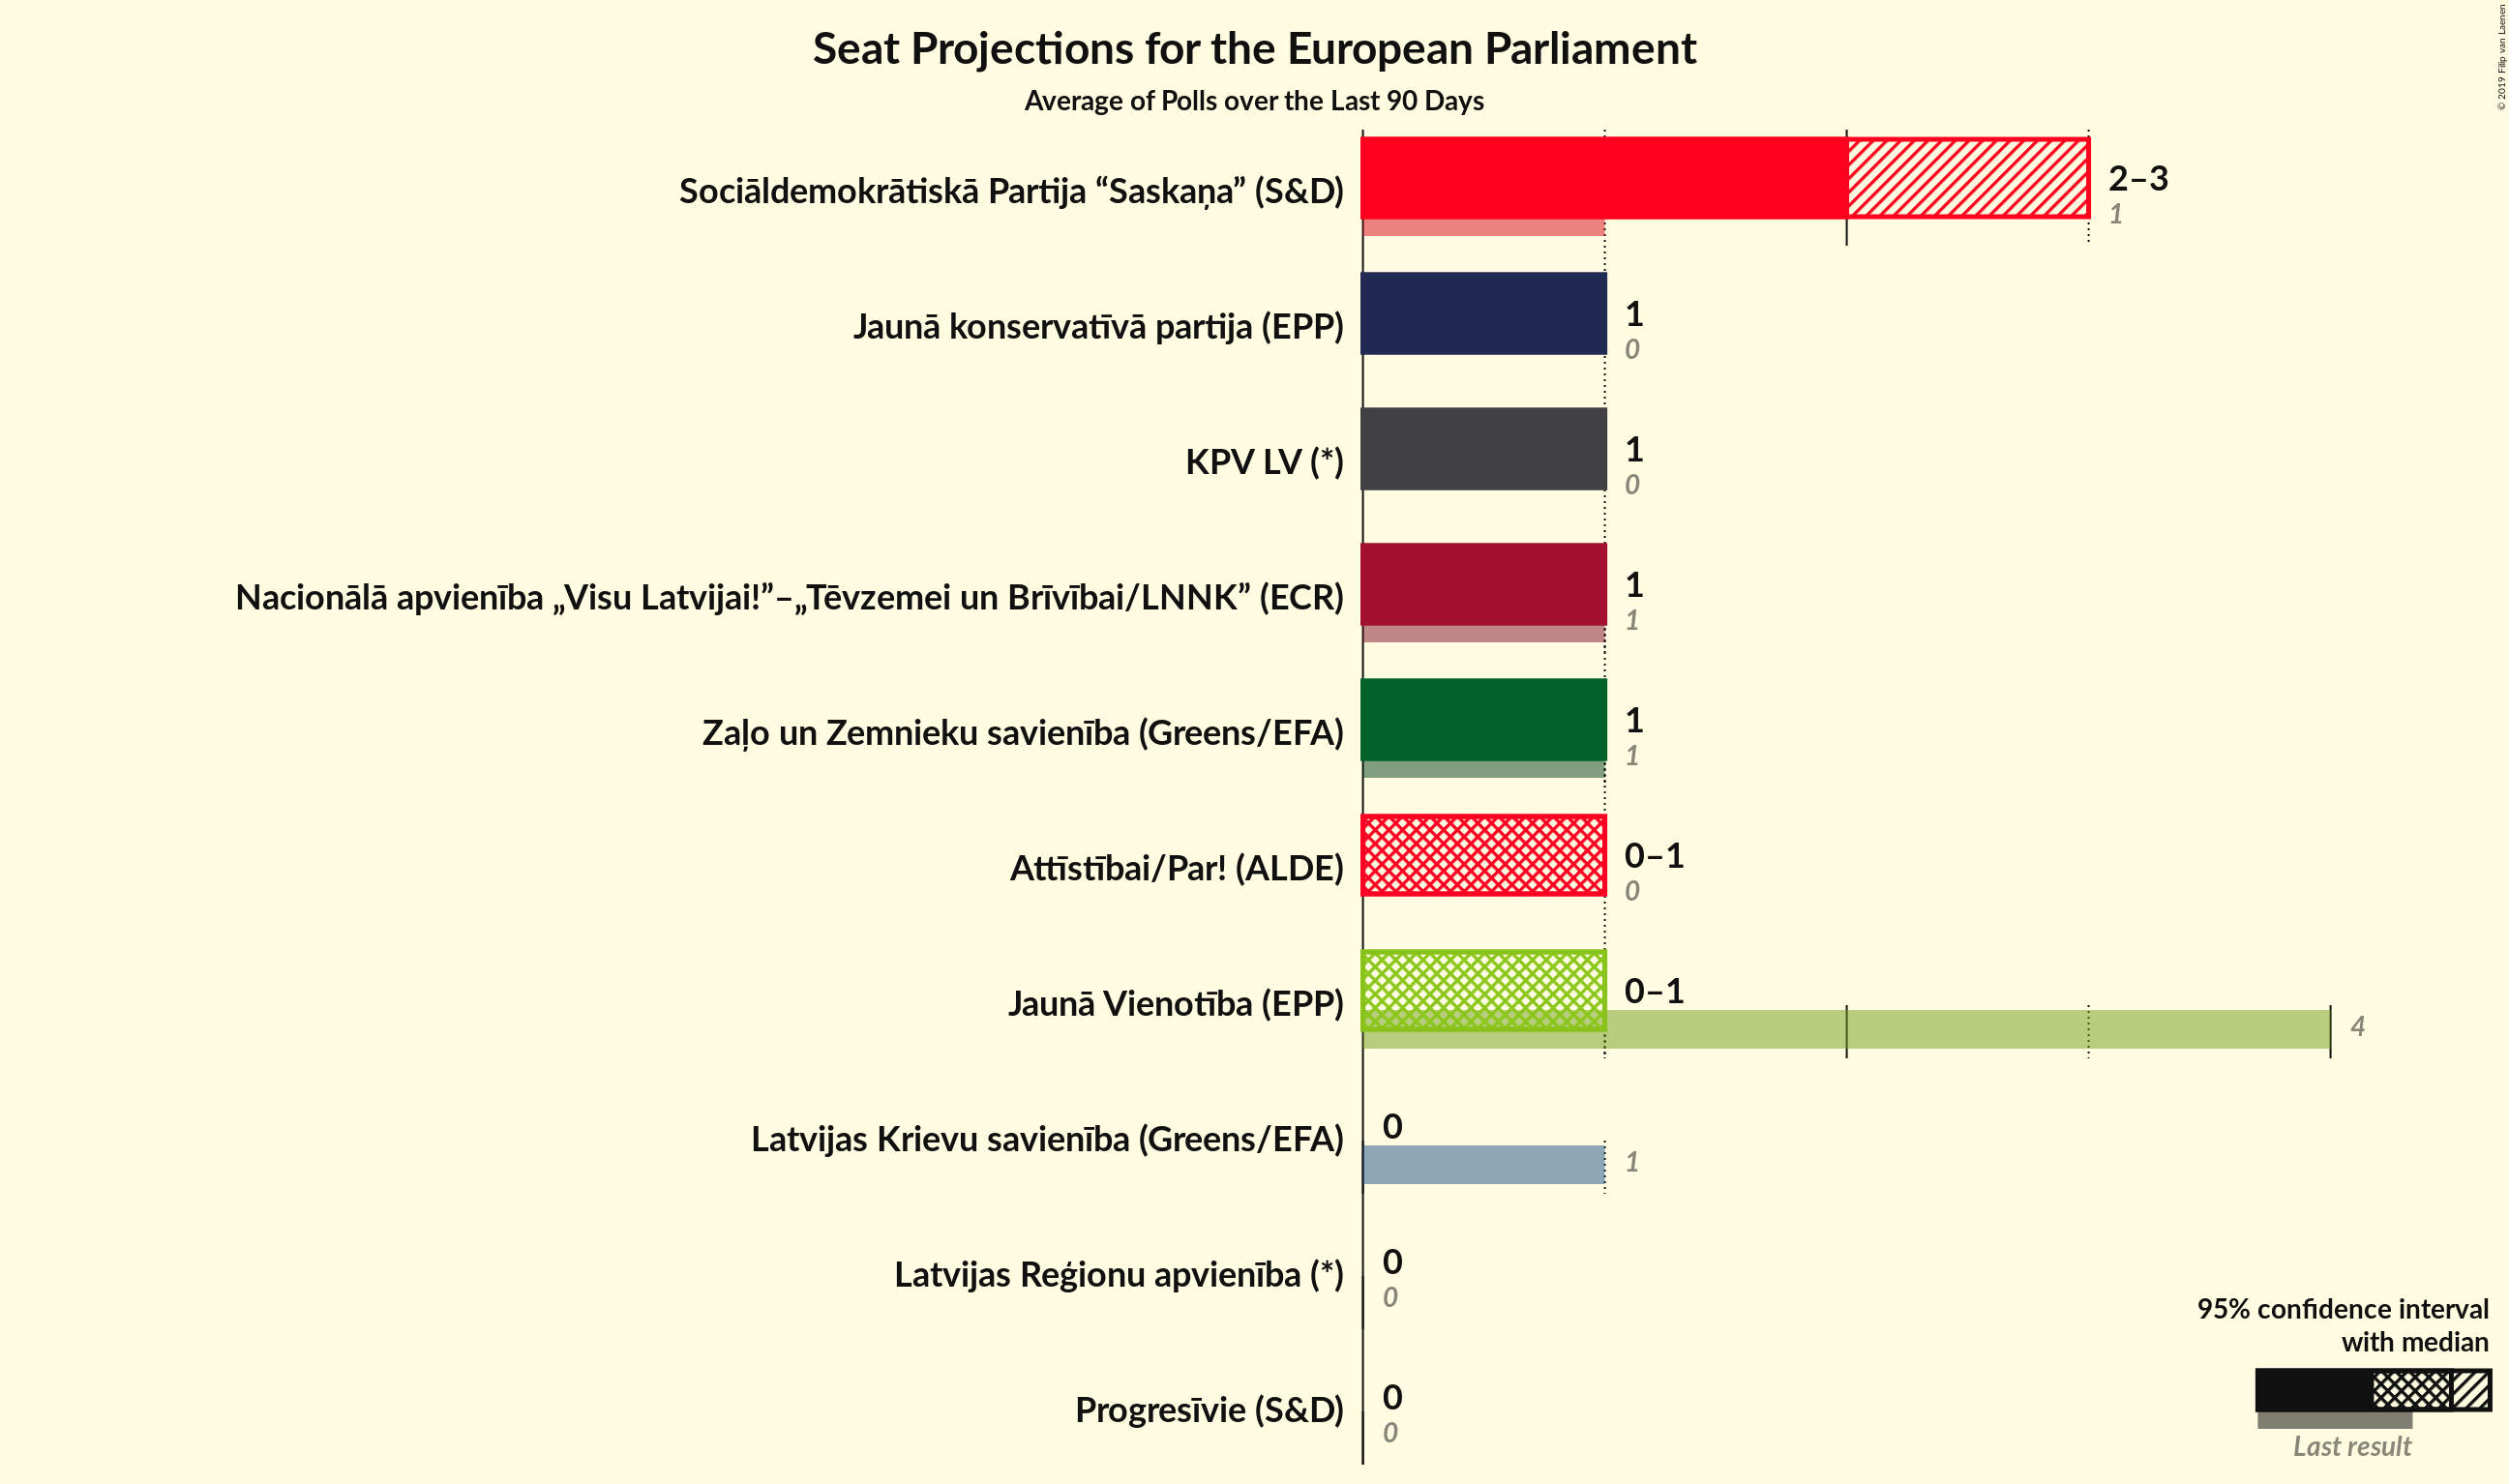 Seat Projections for the European Parliament
Average of Polls over the Last 90 Days
© 2019 Filip van Laenen
Sociāldemokrātiskā Partija “Saskaņa” (S&D)
2–3
1
Jaunā konservatīvā partija (EPP)
1
0
KPV LV (*)
1
0
Nacionālā apvienība „Visu Latvijai!”–„Tēvzemei un Brīvībai/LNNK” (ECR)
1
1
Zaļo un Zemnieku savienība (Greens/EFA)
1
1
Attīstībai/Par! (ALDE)
0–1
0
Jaunā Vienotība (EPP)
0–1
4
Latvijas Krievu savienība (Greens/EFA)
0
1
Latvijas Reģionu apvienība (*)
0
0
Progresīvie (S&D)
0
0
95% confidence interval
with median
Last result